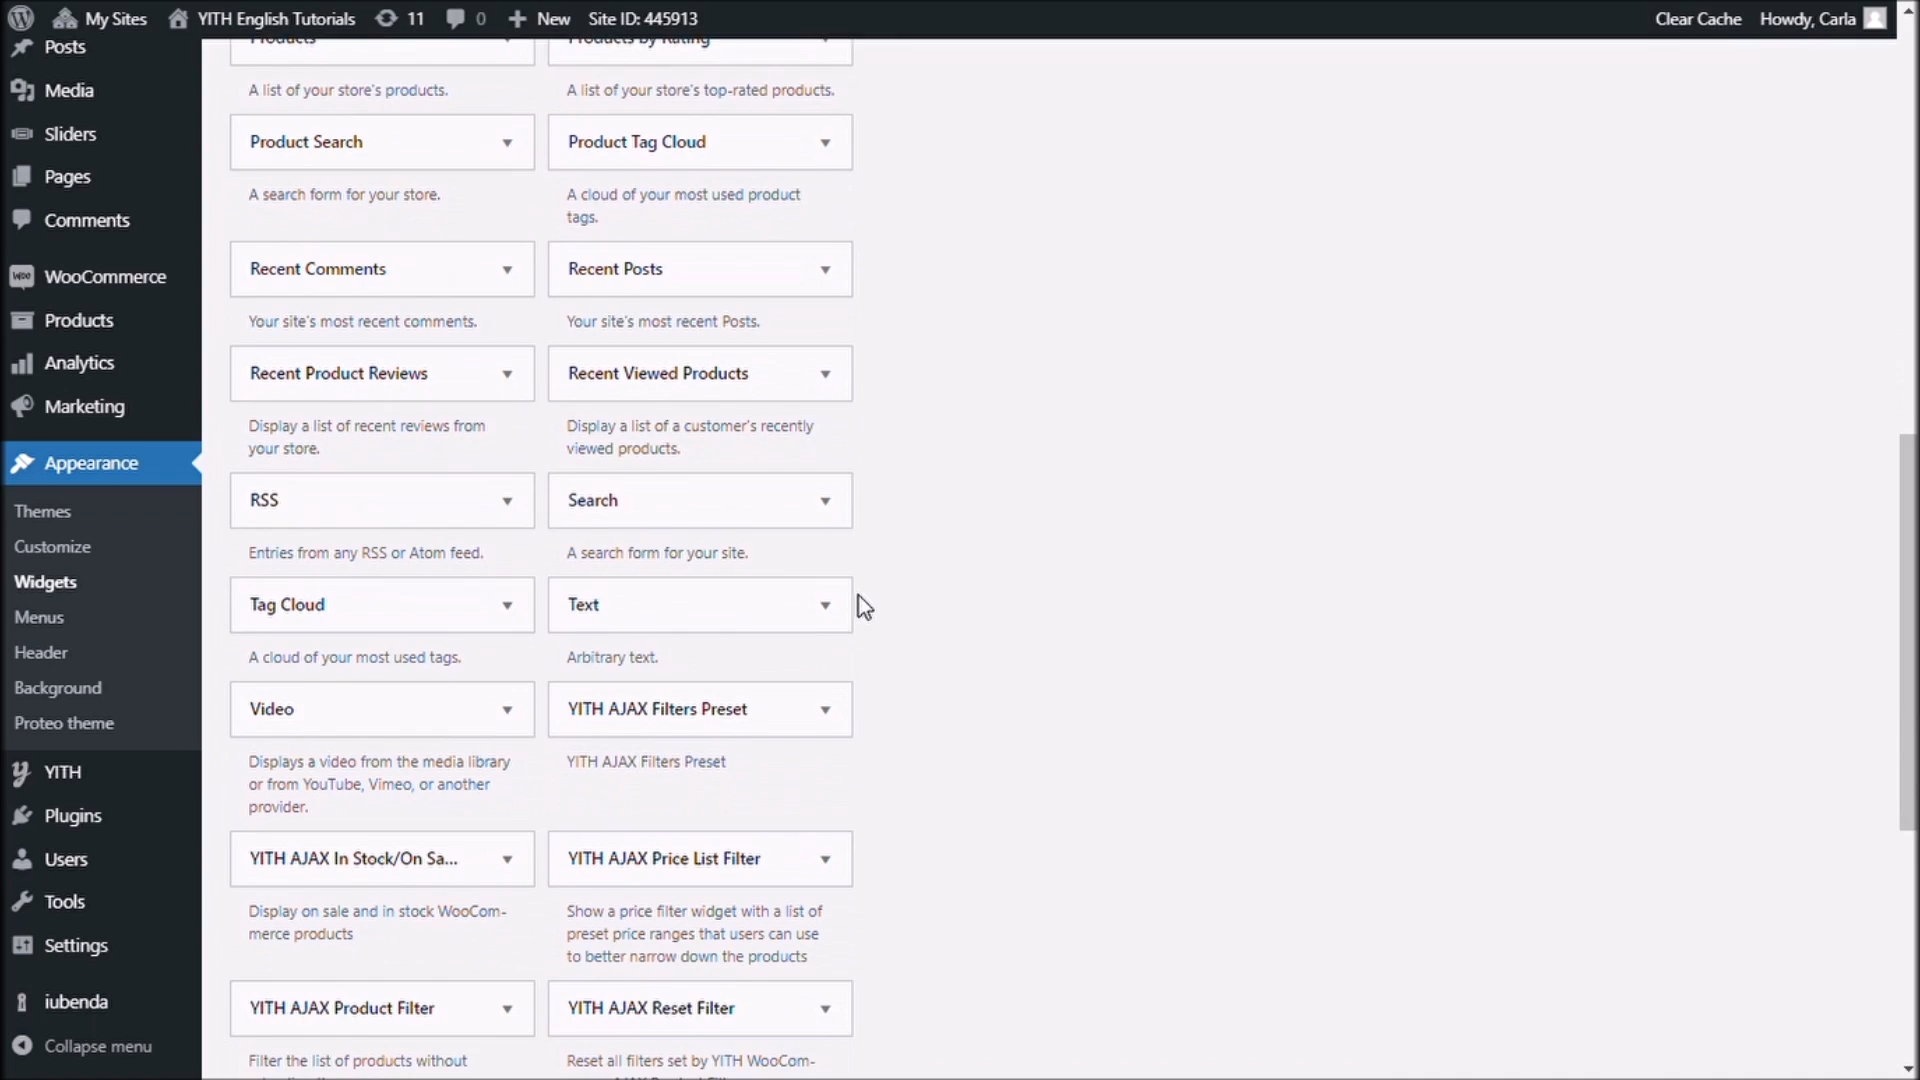 My Sites YITH English Tutorials 11 0 New Site ID: 445913 Clear Cache Howdy, Carla
Posts
Media
Sliders
Pages
Comments
WooCommerce
Products
Analytics
Marketing
Appearance
Themes
Customize
Widgets
Menus
Header
Background
Proteo theme
YITH
Plugins
Users
Tools
Settings
iubenda
Collapse menu
Products
Products by Rating
A list of your store's products.
A list of your store's top-rated products.
Product Search
Product Tag Cloud
A search form for your store.
A cloud of your most used product
tags.
Recent Comments
Recent Posts
Your site's most recent comments.
Your site's most recent Posts.
Recent Product Reviews
Recent Viewed Products
Display a list of recent reviews from
your store.
Display a list of a customer's recently
viewed products.
RSS
Search
Entries from any RSS or Atom feed.
A search form for your site.
Tag Cloud
Text
A cloud of your most used tags.
Arbitrary text.
Video
YITH AJAX Filters Preset
Displays a video from the media library
or from YouTube, Vimeo, or another
provider.
YITH AJAX Filters Preset
YITH AJAX In Stock/On Sa...
YITH AJAX Price List Filter
Display on sale and in stock WooCom-
merce products
Show a price filter widget with a list of
preset price ranges that users can use
to better narrow down the products
YITH AJAX Product Filter
YITH AJAX Reset Filter
Filter the list of products without
Reset all filters set by YITH WooCom-